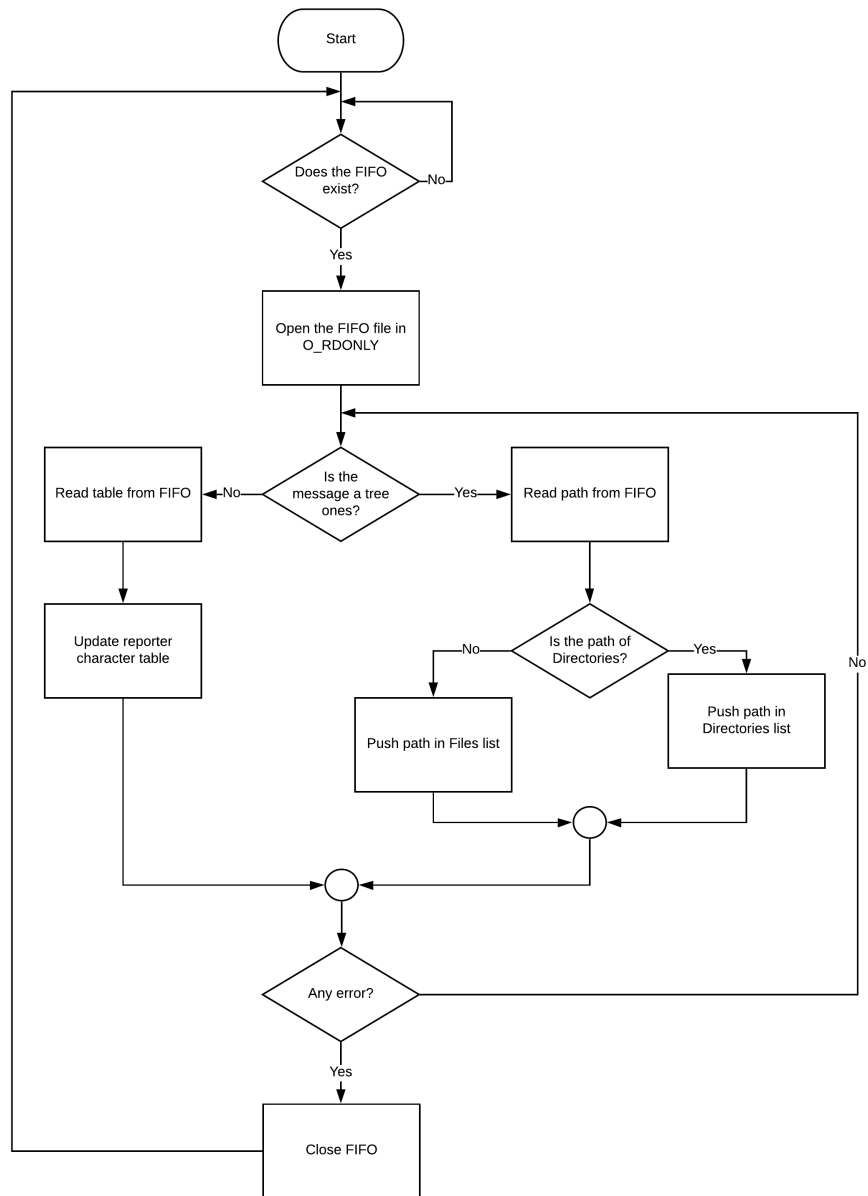 Start
Does the FIFO
exist?
No
Yes
Open the FIFO file in
O_RDONLY
Read table from FIFO
No
Is the
message a tree
ones?
Yes
Read path from FIFO
Update reporter
character table
No
Is the path of
Directories?
Yes
No
Push path in Files list
Push path in
Directories list
Any error?
Yes
Close FIFO